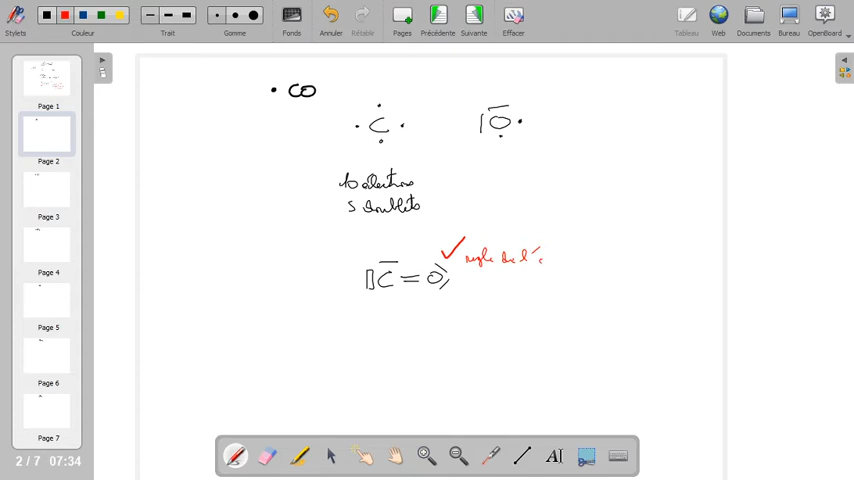 Stylets
Couleur
Trait
Gomme
Fonds
Annuler
Rétablir
Pages
Précédente
Suivante
Effacer
Tableau
Web
Documents
Bureau
OpenBoard
Page 1
Page 2
Page 3
Page 4
Page 5
Page 6
Page 7
2 / 7 07:34
• CO
C O
10 électrons
5 doublets
C = O
règle de l'